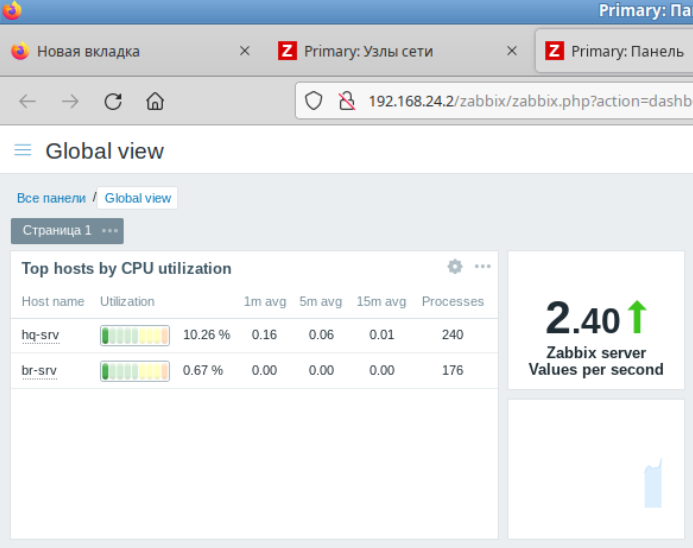 Primary: Па
Новая вкладка
Z Primary: Узлы сети
Z Primary: Панель
192.168.24.2/zabbix/zabbix.php?action=dashb
Global view
Все панели / Global view
Страница 1
Top hosts by CPU utilization
Host name Utilization 1m avg 5m avg 15m avg Processes
hq-srv 10.26 % 0.16 0.06 0.01 240
br-srv 0.67 % 0.00 0.00 0.00 176
2.40
Zabbix server
Values per second